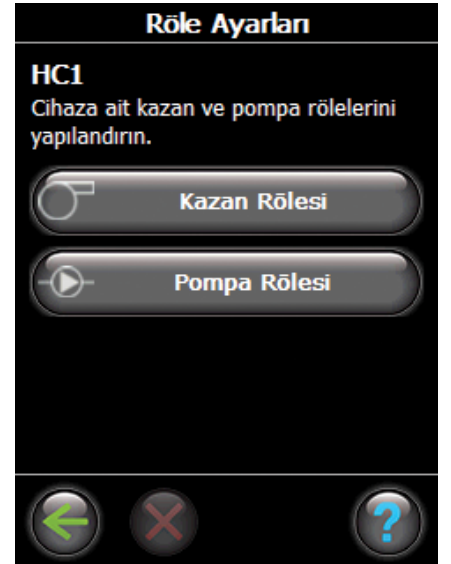 Röle Ayarları
HC1
Cihaza ait kazan ve pompa rölelerini
yapılandırın.
Kazan Rölesi
Pompa Rölesi
?